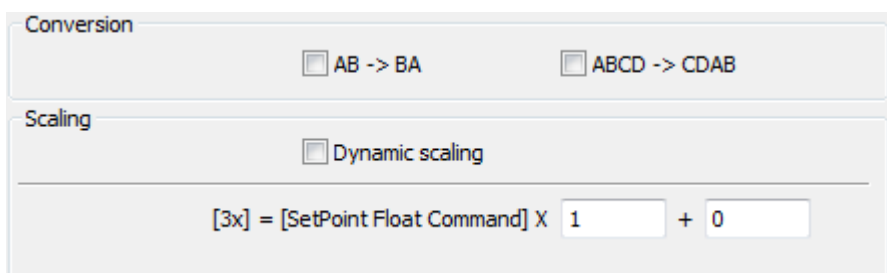 Conversion
AB -> BA ABCD -> CDAB
Scaling
Dynamic scaling
[3x] = [SetPoint Float Command] X 1 + 0